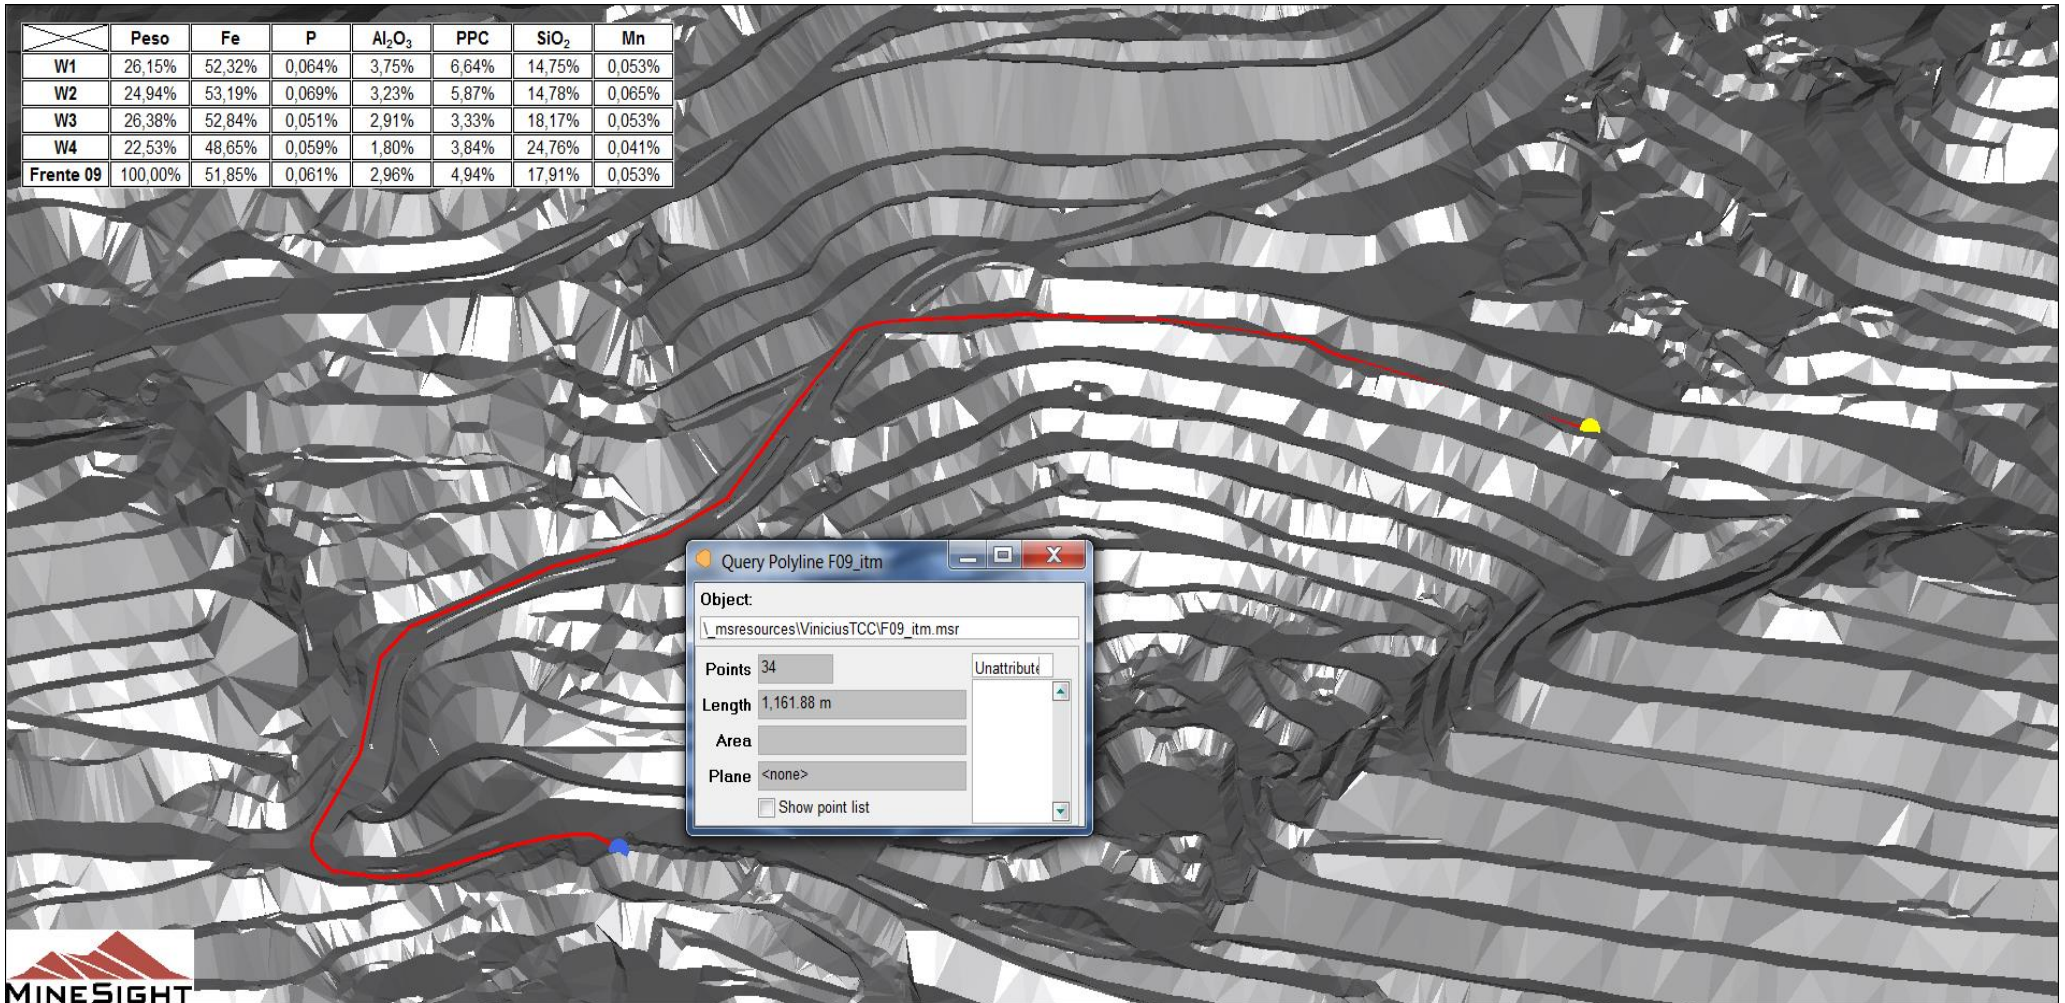 Peso Fe P Al₂O₃ PPC SiO₂ Mn
W1 26,15% 52,32% 0,064% 3,75% 6,64% 14,75% 0,053%
W2 24,94% 53,19% 0,069% 3,23% 5,87% 14,78% 0,065%
W3 26,38% 52,84% 0,051% 2,91% 3,33% 18,17% 0,053%
W4 22,53% 48,65% 0,059% 1,80% 3,84% 24,76% 0,041%
Frente 09 100,00% 51,85% 0,061% 2,96% 4,94% 17,91% 0,053%
Query Polyline F09_itm
Object:
\_msresources\ViniciusTCC\F09_itm.msr
Points 34 Unattribute
Length 1,161.88 m
Area
Plane <none>
Show point list
MINESIGHT